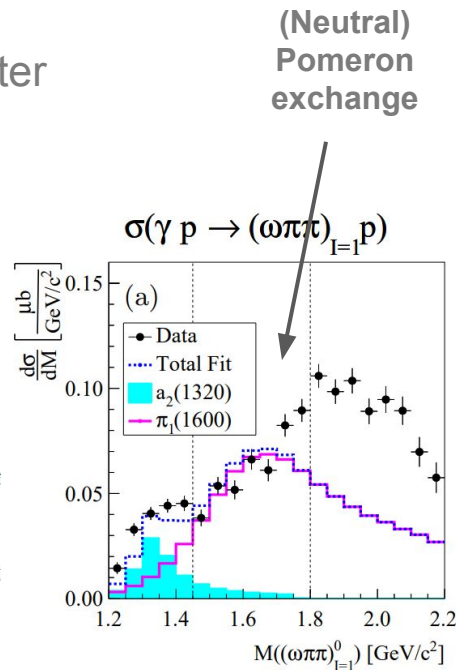 (Neutral)
Pomeron
exchange
ter
σ(γ p → (ωππ)I=1 p)
dσ/dM [μb/GeV/c²]
(a)
Data
Total Fit
a₂(1320)
π₁(1600)
0.15
0.10
0.05
0.00
1.2 1.4 1.6 1.8 2.0 2.2
M((ωππ)⁰I=1) [GeV/c²]